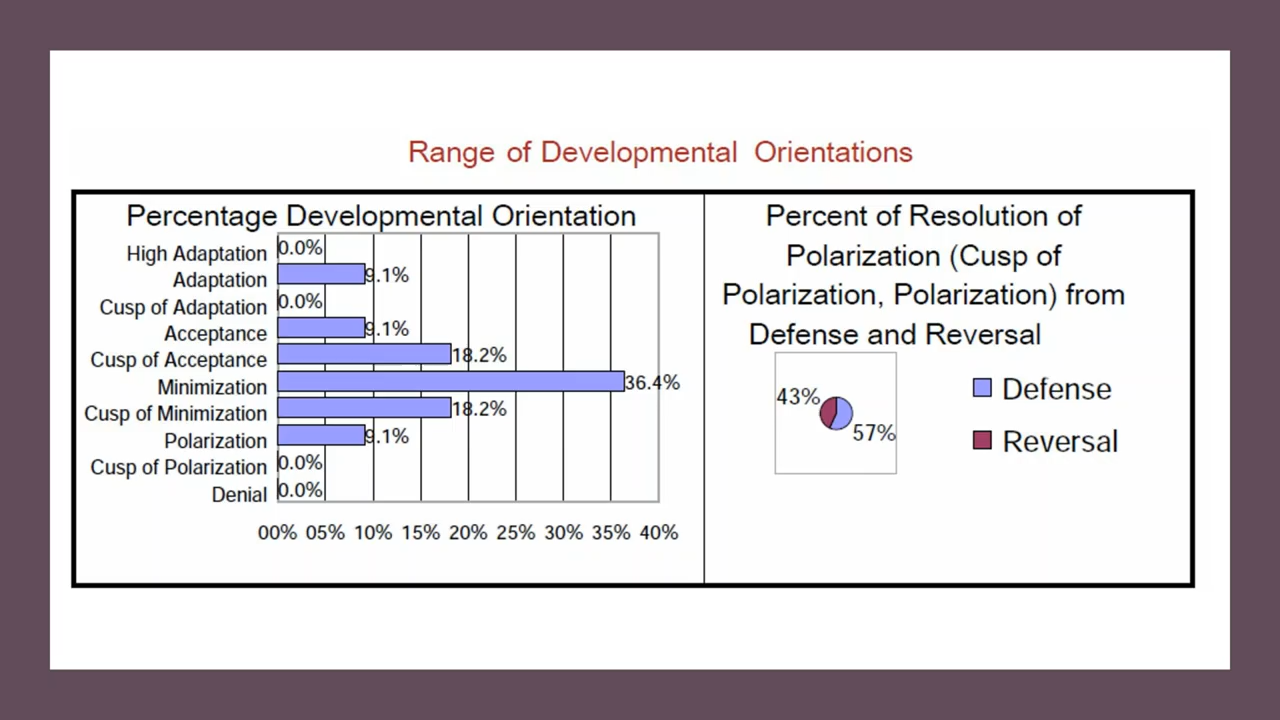 Range of Developmental Orientations
Percentage Developmental Orientation
High Adaptation 0.0%
Adaptation 9.1%
Cusp of Adaptation 0.0%
Acceptance 9.1%
Cusp of Acceptance 18.2%
Minimization 36.4%
Cusp of Minimization 18.2%
Polarization 9.1%
Cusp of Polarization 0.0%
Denial 0.0%
00% 05% 10% 15% 20% 25% 30% 35% 40%
Percent of Resolution of
Polarization (Cusp of
Polarization, Polarization) from
Defense and Reversal
43%
57%
Defense
Reversal